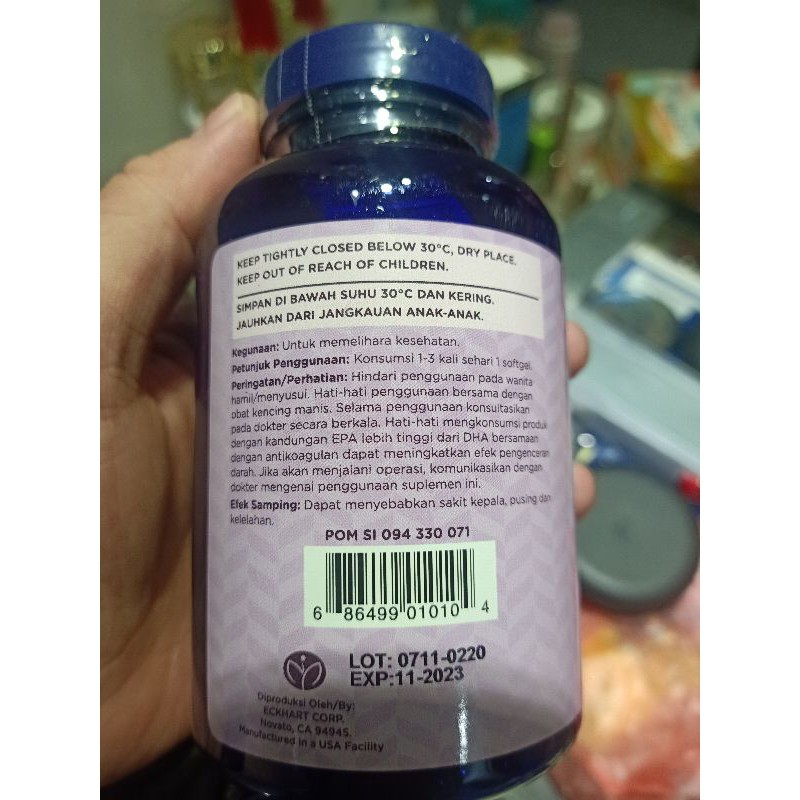 KEEP TIGHTLY CLOSED BELOW 30°C, DRY PLACE.
KEEP OUT OF REACH OF CHILDREN.
SIMPAN DI BAWAH SUHU 30°C DAN KERING.
JAUHKAN DARI JANGKAUAN ANAK-ANAK.
Kegunaan: Untuk memelihara kesehatan.
Petunjuk Penggunaan: Konsumsi 1-3 kali sehari 1 softgel.
Peringatan/Perhatian: Hindari penggunaan pada wanita
hamil/menyusui. Hati-hati penggunaan bersama dengan
obat kencing manis. Selama penggunaan konsultasikan
pada dokter secara berkala. Hati-hati mengkonsumsi produk
dengan kandungan EPA lebih tinggi dari DHA bersamaan
dengan antikoagulan dapat meningkatkan efek pengenceran
darah. Jika akan menjalani operasi, komunikasikan dengan
dokter mengenai penggunaan suplemen ini.
Efek Samping: Dapat menyebabkan sakit kepala, pusing dan
kelelahan.
POM SI 094 330 071
6 86499 01010 4
LOT: 0711-0220
EXP:11-2023
Diproduksi Oleh/By:
ECKHART CORP.
Novato, CA 94945.
Manufactured in a USA Facility